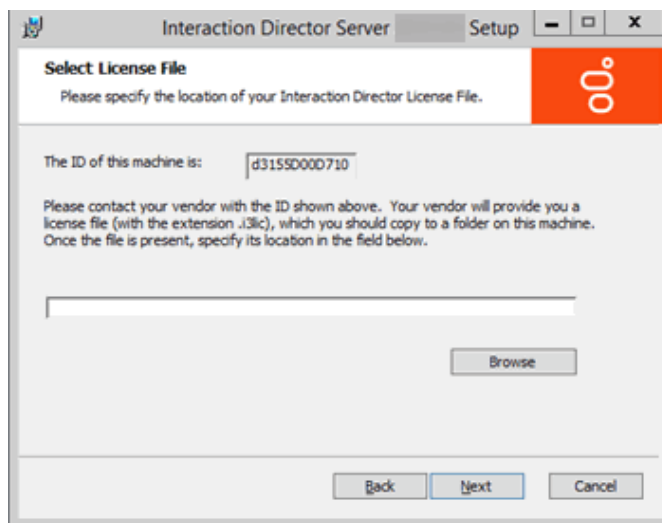 Interaction Director Server Setup
Select License File
Please specify the location of your Interaction Director License File.
The ID of this machine is: d3155D00D710
Please contact your vendor with the ID shown above. Your vendor will provide you a
license file (with the extension .i3lic), which you should copy to a folder on this machine.
Once the file is present, specify its location in the field below.
Browse
Back Next Cancel